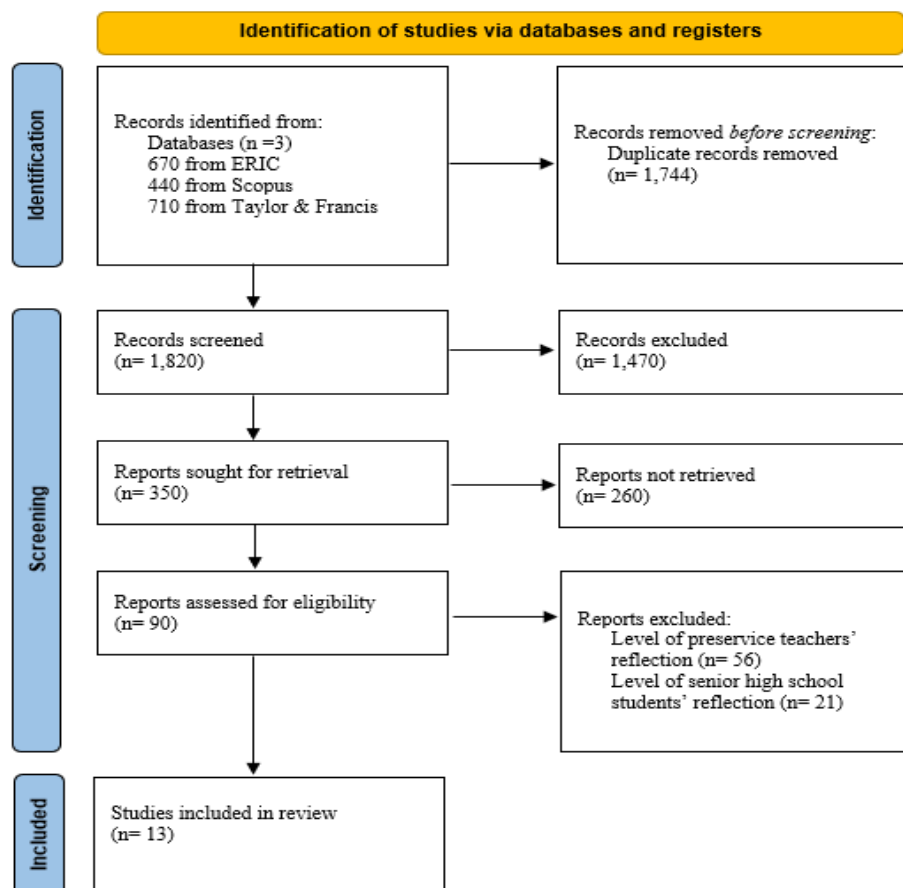 Identification of studies via databases and registers
Identification
Records identified from:
Databases (n =3)
670 from ERIC
440 from Scopus
710 from Taylor & Francis
Records removed before screening:
Duplicate records removed
(n= 1,744)
Screening
Records screened
(n= 1,820)
Records excluded
(n= 1,470)
Reports sought for retrieval
(n= 350)
Reports not retrieved
(n= 260)
Reports assessed for eligibility
(n= 90)
Reports excluded:
Level of preservice teachers’
reflection (n= 56)
Level of senior high school
students’ reflection (n= 21)
Included
Studies included in review
(n= 13)